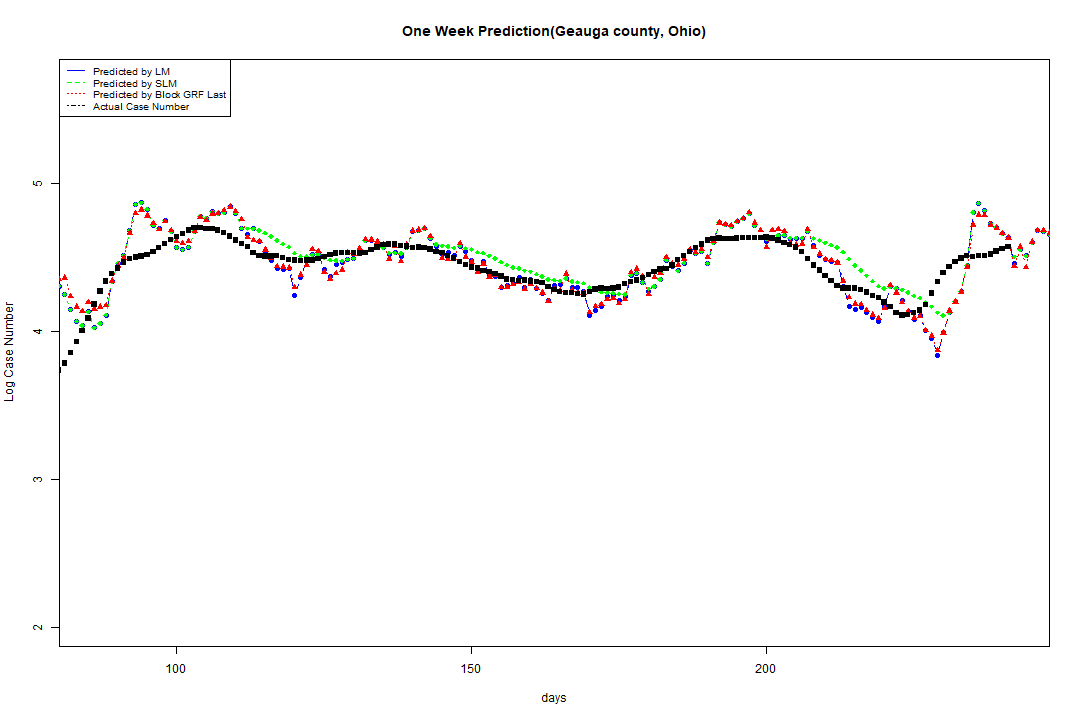 One Week Prediction(Geauga county, Ohio)
Predicted by LM
Predicted by SLM
Predicted by Block GRF Last
Actual Case Number
5
4
3
2
Log Case Number
100
150
200
days